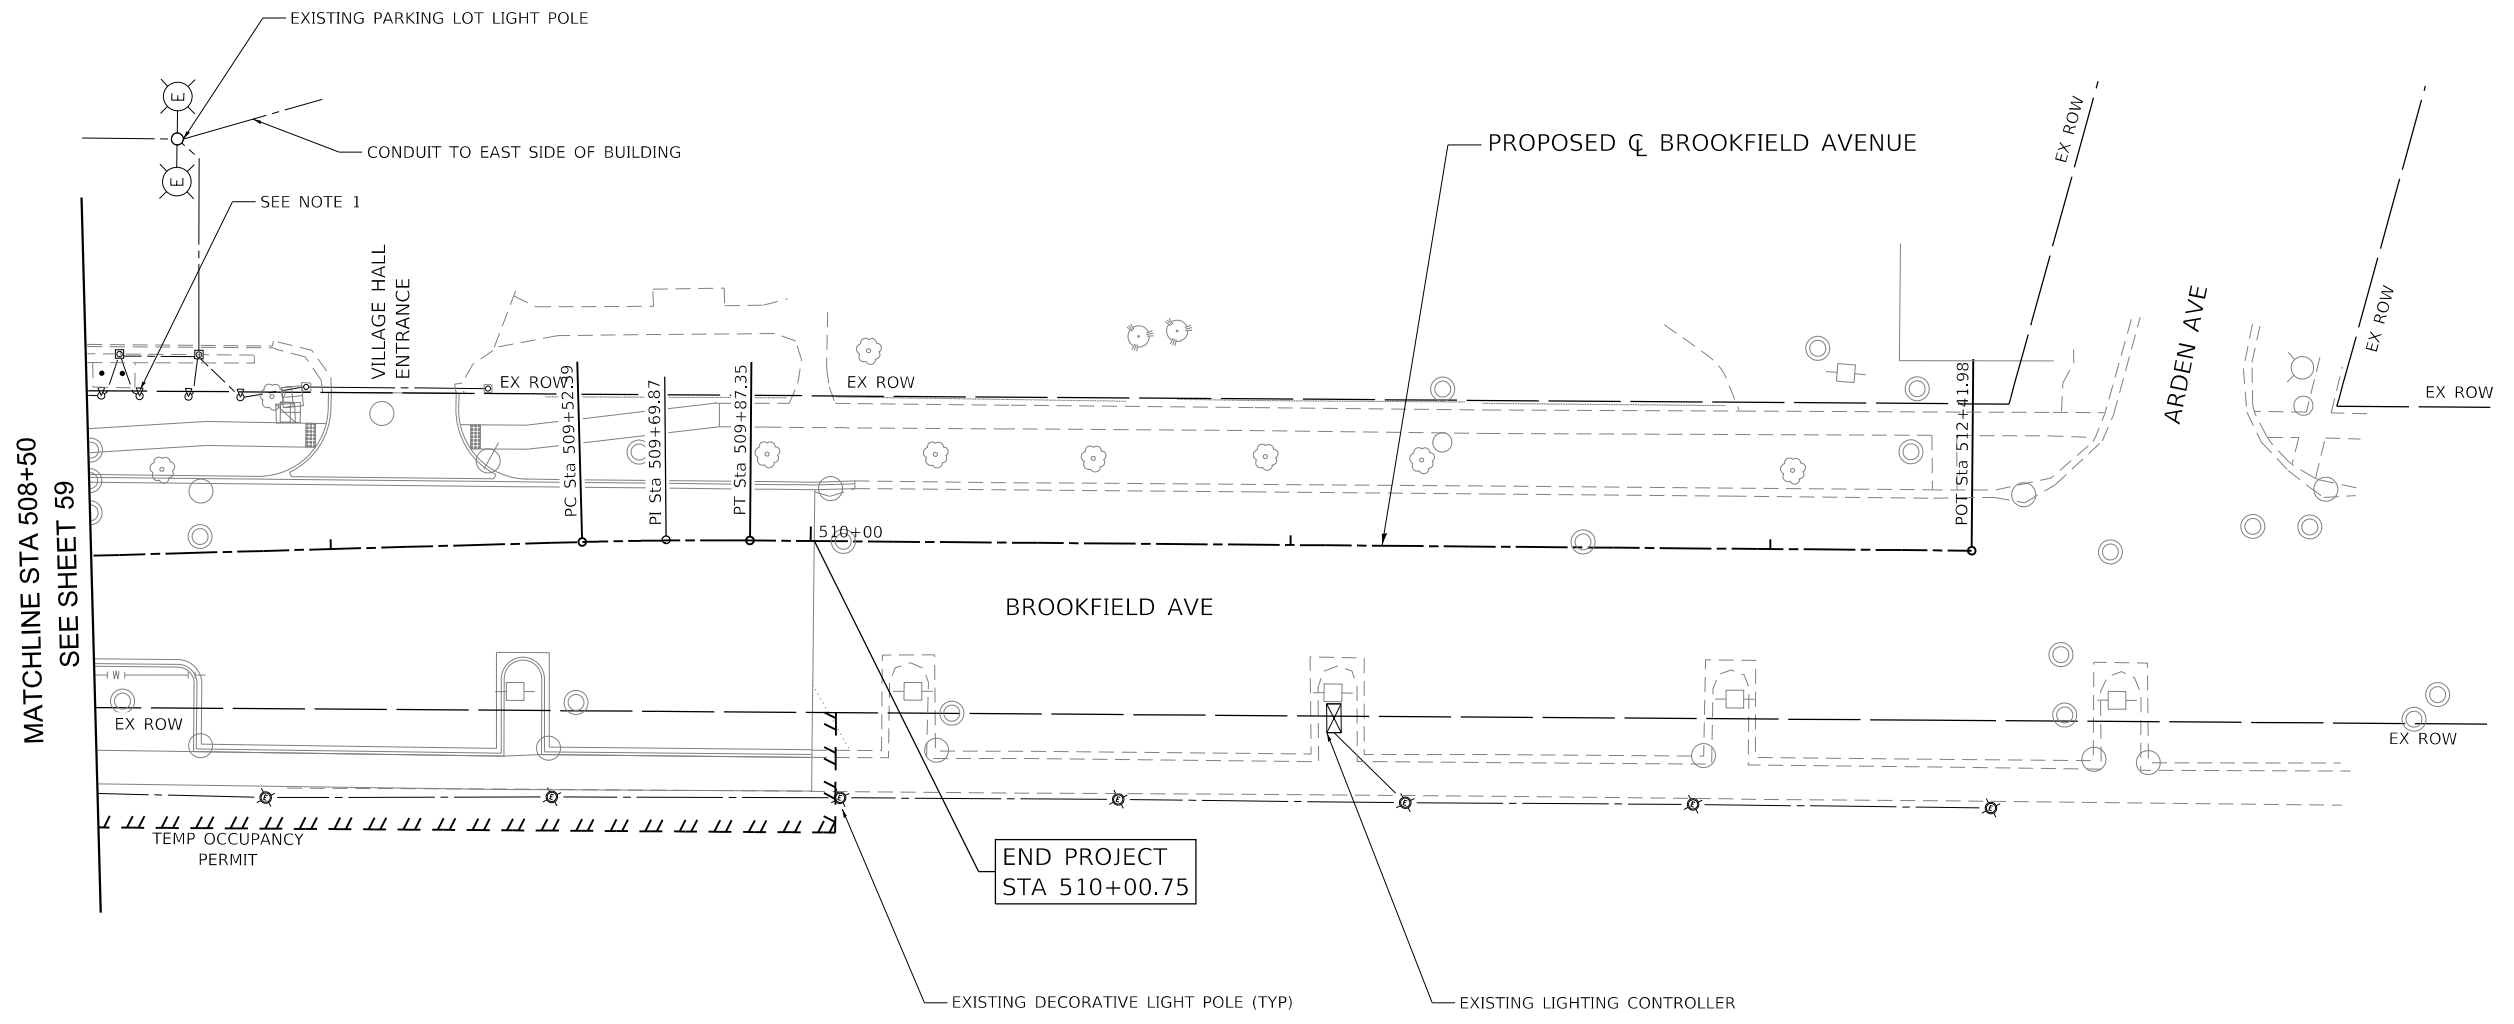 EXISTING PARKING LOT LIGHT POLE
E
CONDUIT TO EAST SIDE OF BUILDING
E
SEE NOTE 1
PROPOSED ℄ BROOKFIELD AVENUE
EX ROW
VILLAGE HALL
ENTRANCE
EX ROW
ARDEN AVE
EX ROW
EX ROW
EX ROW
EX ROW
PC Sta 509+52.39
PI Sta 509+69.87
PT Sta 509+87.35
POT Sta 512+41.98
MATCHLINE STA 508+50
SEE SHEET 59
510+00
BROOKFIELD AVE
W
EX ROW
EX ROW
E
E
E
E
E
E
E
TEMP OCCUPANCY
PERMIT
END PROJECT
STA 510+00.75
EXISTING DECORATIVE LIGHT POLE (TYP)
EXISTING LIGHTING CONTROLLER